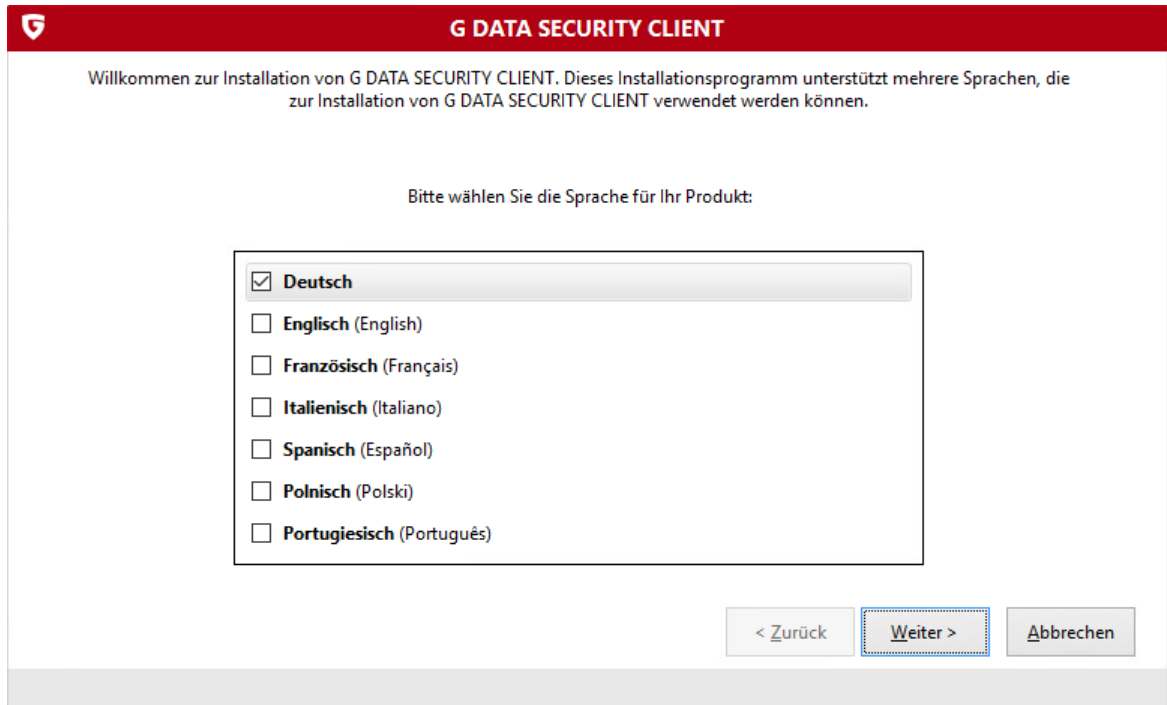 G DATA SECURITY CLIENT
Willkommen zur Installation von G DATA SECURITY CLIENT. Dieses Installationsprogramm unterstützt mehrere Sprachen, die
zur Installation von G DATA SECURITY CLIENT verwendet werden können.
Bitte wählen Sie die Sprache für Ihr Produkt:
Deutsch
Englisch (English)
Französisch (Français)
Italienisch (Italiano)
Spanisch (Español)
Polnisch (Polski)
Portugiesisch (Português)
< Zurück Weiter > Abbrechen